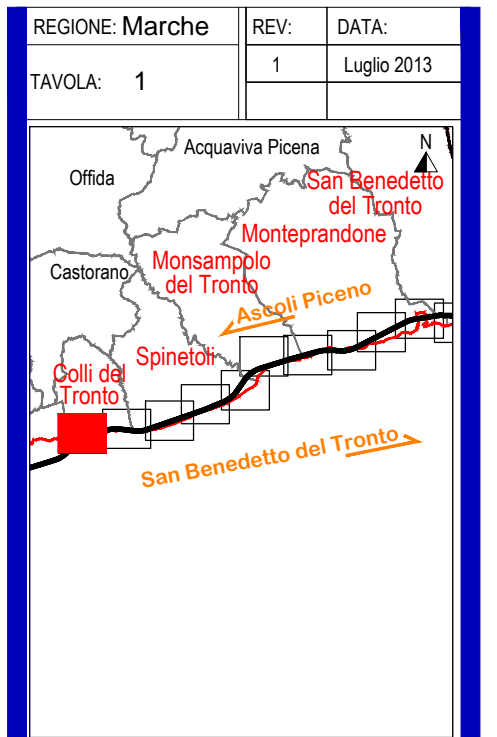 REGIONE: Marche
REV:
DATA:
TAVOLA: 1
1
Luglio 2013
N
Acquaviva Picena
Offida
San Benedetto
del Tronto
Monteprandone
Monsampolo
del Tronto
Castorano
Ascoli Piceno
Spinetoli
Colli del
Tronto
San Benedetto del Tronto